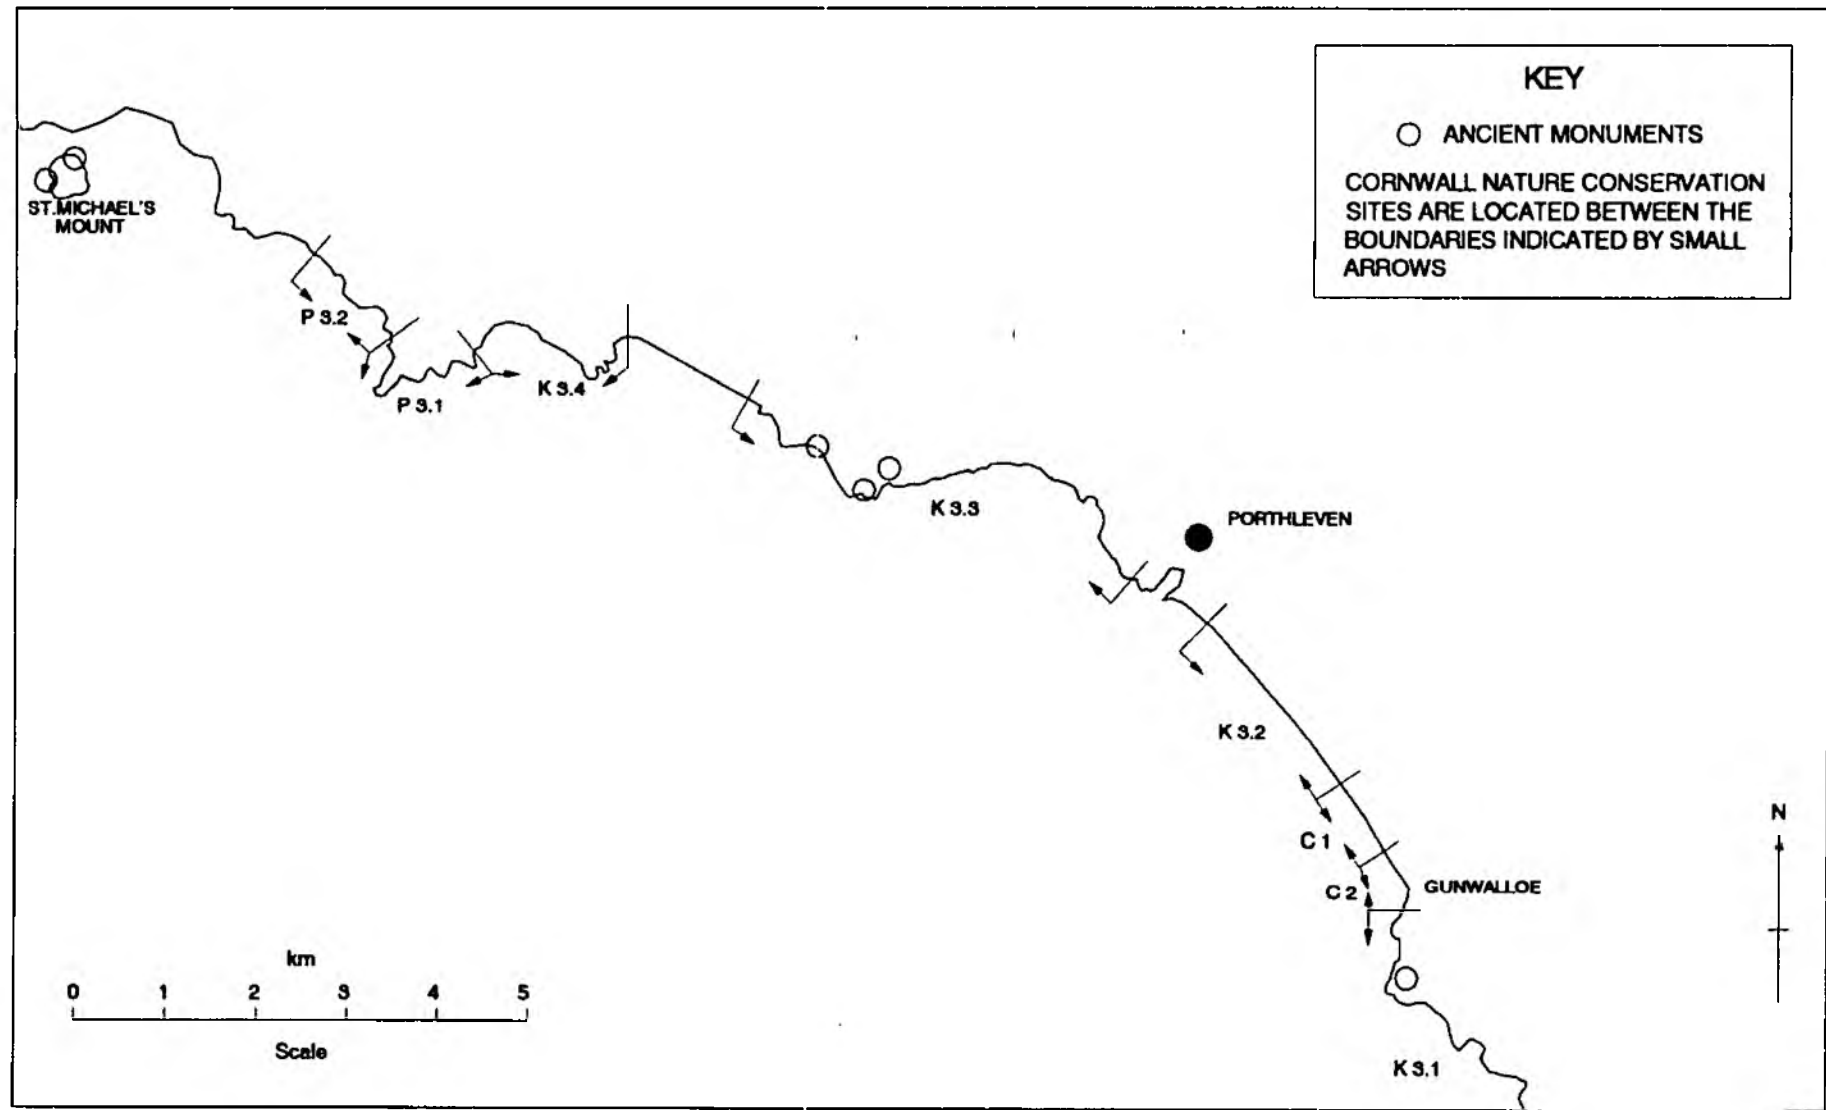 KEY
ANCIENT MONUMENTS
CORNWALL NATURE CONSERVATION
SITES ARE LOCATED BETWEEN THE
BOUNDARIES INDICATED BY SMALL
ARROWS
ST.MICHAEL'S
MOUNT
P 3.2
P 3.1
K 3.4
K 3.3
PORTHLEVEN
K 3.2
C 1
C 2
GUNWALLOE
K 3.1
N
km
0 1 2 3 4 5
Scale